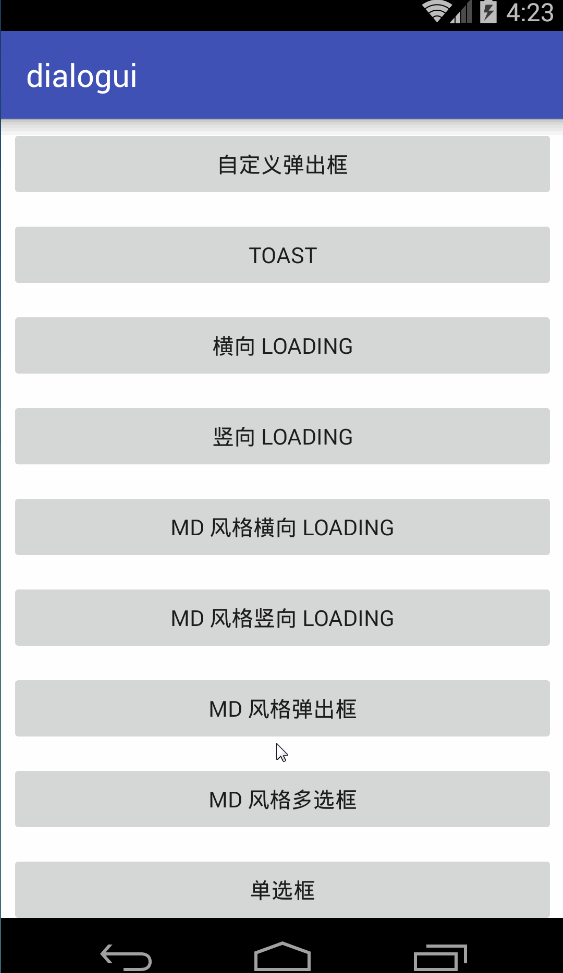 4:23
dialogui
自定义弹出框
TOAST
横向 LOADING
竖向 LOADING
MD 风格横向 LOADING
MD 风格竖向 LOADING
MD 风格弹出框
MD 风格多选框
单选框